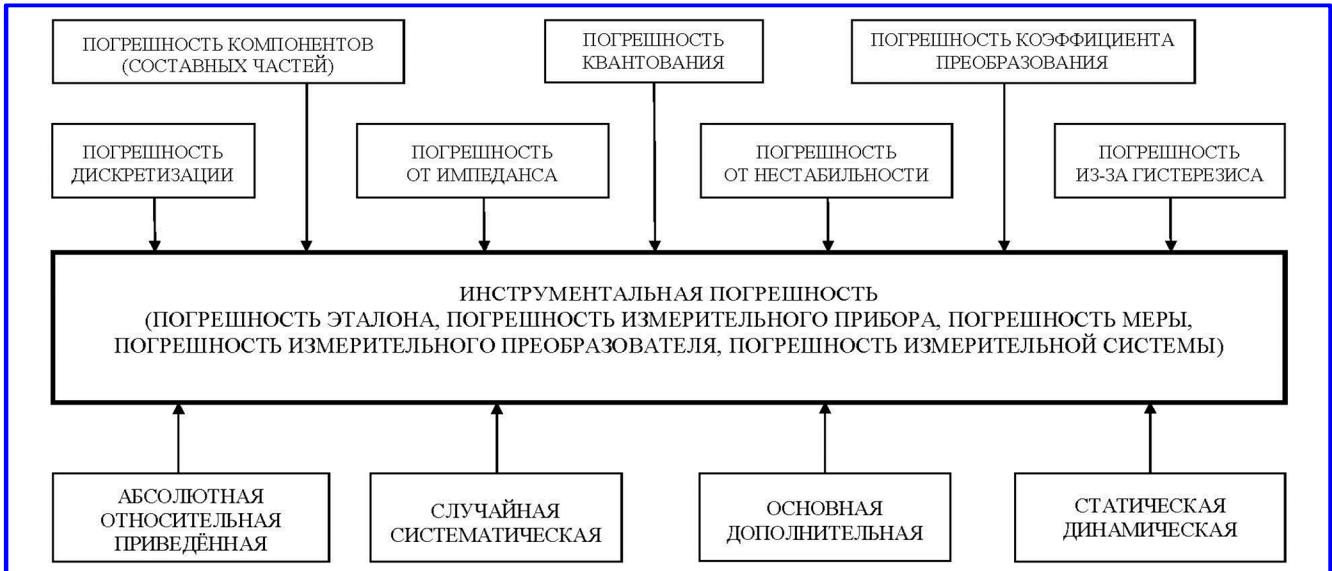 ПОГРЕШНОСТЬ КОМПОНЕНТОВ
(СОСТАВНЫХ ЧАСТЕЙ)
ПОГРЕШНОСТЬ
КВАНТОВАНИЯ
ПОГРЕШНОСТЬ КОЭФФИЦИЕНТА
ПРЕОБРАЗОВАНИЯ
ПОГРЕШНОСТЬ
ДИСКРЕТИЗАЦИИ
ПОГРЕШНОСТЬ
ОТ ИМПЕДАНСА
ПОГРЕШНОСТЬ
ОТ НЕСТАБИЛЬНОСТИ
ПОГРЕШНОСТЬ
ИЗ-ЗА ГИСТЕРЕЗИСА
ИНСТРУМЕНТАЛЬНАЯ ПОГРЕШНОСТЬ
(ПОГРЕШНОСТЬ ЭТАЛОНА, ПОГРЕШНОСТЬ ИЗМЕРИТЕЛЬНОГО ПРИБОРА, ПОГРЕШНОСТЬ МЕРЫ,
ПОГРЕШНОСТЬ ИЗМЕРИТЕЛЬНОГО ПРЕОБРАЗОВАТЕЛЯ, ПОГРЕШНОСТЬ ИЗМЕРИТЕЛЬНОЙ СИСТЕМЫ)
АБСОЛЮТНАЯ
ОТНОСИТЕЛЬНАЯ
ПРИВЕДЁННАЯ
СЛУЧАЙНАЯ
СИСТЕМАТИЧЕСКАЯ
ОСНОВНАЯ
ДОПОЛНИТЕЛЬНАЯ
СТАТИЧЕСКАЯ
ДИНАМИЧЕСКАЯ